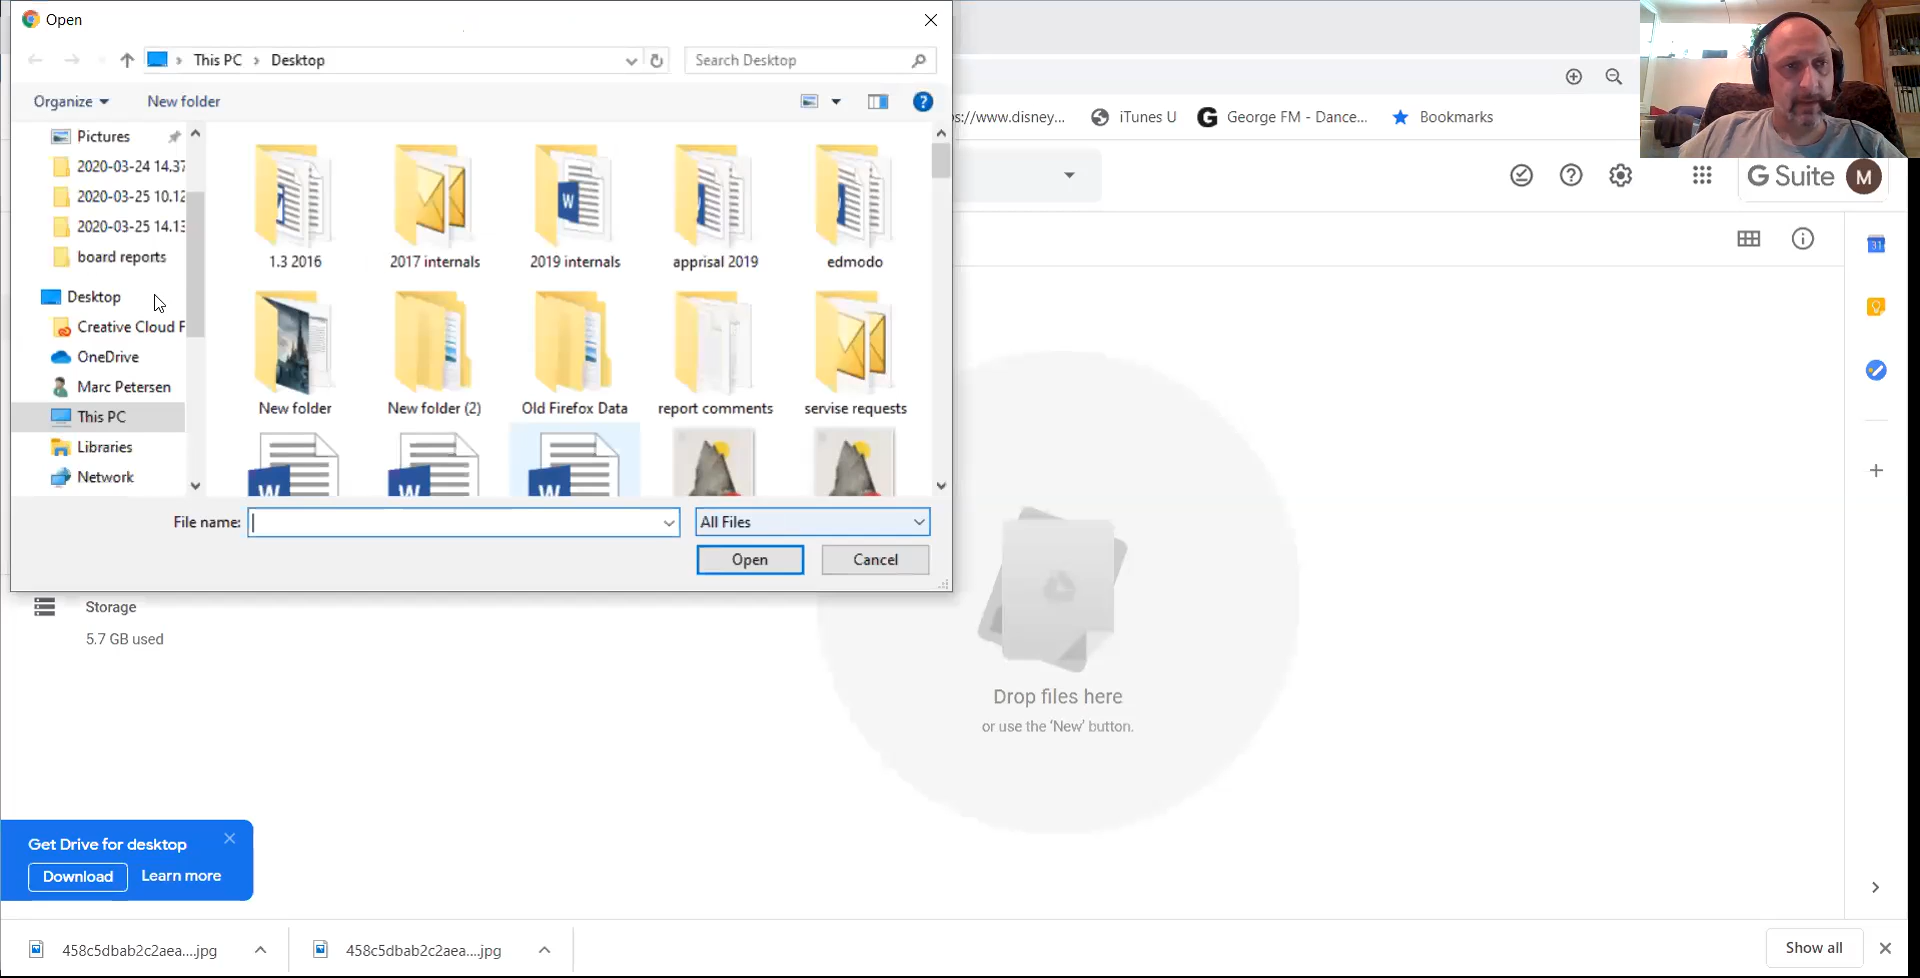 Open
This PC > Desktop
Search Desktop
Organize
New folder
Pictures
2020-03-24 14.37
2020-03-25 10.12
2020-03-25 14.13
board reports
Desktop
Creative Cloud F
OneDrive
Marc Petersen
This PC
Libraries
Network
1.3 2016
2017 internals
2019 internals
apprisal 2019
edmodo
New folder
New folder (2)
Old Firefox Data
report comments
servise requests
File name:
All Files
Open
Cancel
s://www.disney...
iTunes U
G George FM - Dance...
Bookmarks
G Suite M
31
Storage
5.7 GB used
Drop files here
or use the 'New' button.
Get Drive for desktop
Download
Learn more
458c5dbab2c2aea....jpg
458c5dbab2c2aea....jpg
Show all